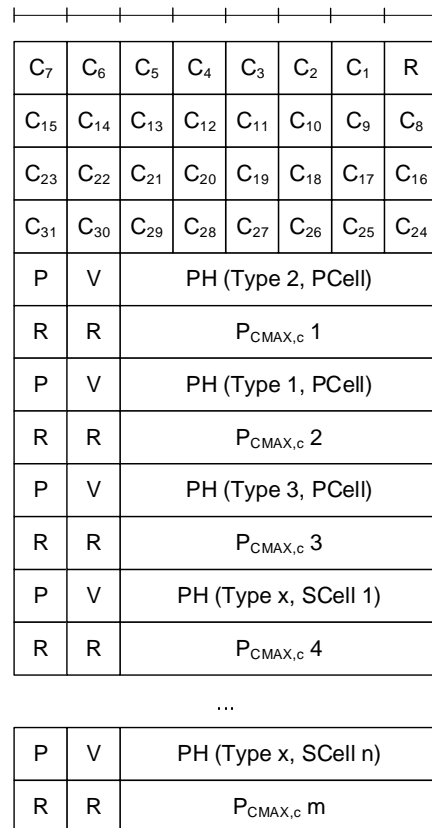 C7 C6 C5 C4 C3 C2 C1 R
C15 C14 C13 C12 C11 C10 C9 C8
C23 C22 C21 C20 C19 C18 C17 C16
C31 C30 C29 C28 C27 C26 C25 C24
P V PH (Type 2, PCell)
R R PCMAX,c 1
P V PH (Type 1, PCell)
R R PCMAX,c 2
P V PH (Type 3, PCell)
R R PCMAX,c 3
P V PH (Type x, SCell 1)
R R PCMAX,c 4
...
P V PH (Type x, SCell n)
R R PCMAX,c m